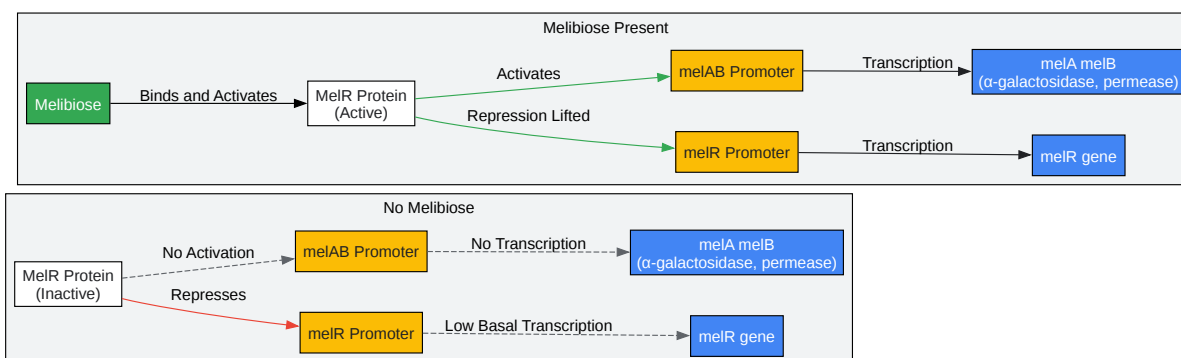 Melibiose Present
Melibiose
Binds and Activates
MelR Protein
(Active)
Activates
Repression Lifted
melAB Promoter
melR Promoter
Transcription
Transcription
melA melB
(α-galactosidase, permease)
melR gene
No Melibiose
MelR Protein
(Inactive)
No Activation
Represses
melAB Promoter
melR Promoter
No Transcription
Low Basal Transcription
melA melB
(α-galactosidase, permease)
melR gene